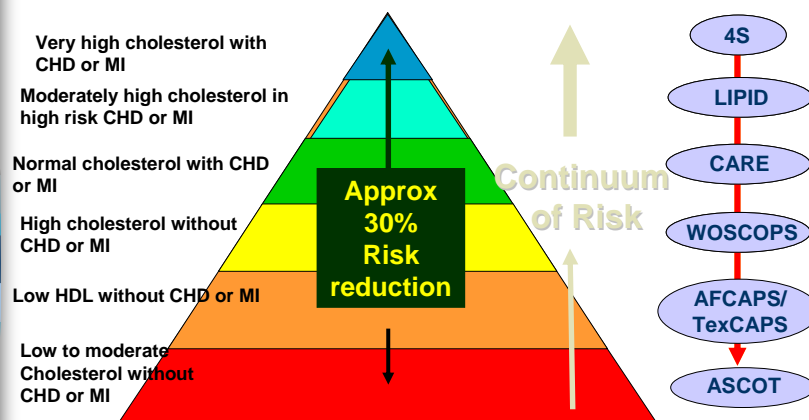 Very high cholesterol with
CHD or MI
Moderately high cholesterol in
high risk CHD or MI
Normal cholesterol with CHD
or MI
High cholesterol without
CHD or MI
Low HDL without CHD or MI
Low to moderate
Cholesterol without
CHD or MI
Approx
30%
Risk
reduction
Continuum
of Risk
4S
LIPID
CARE
WOSCOPS
AFCAPS/
TexCAPS
ASCOT